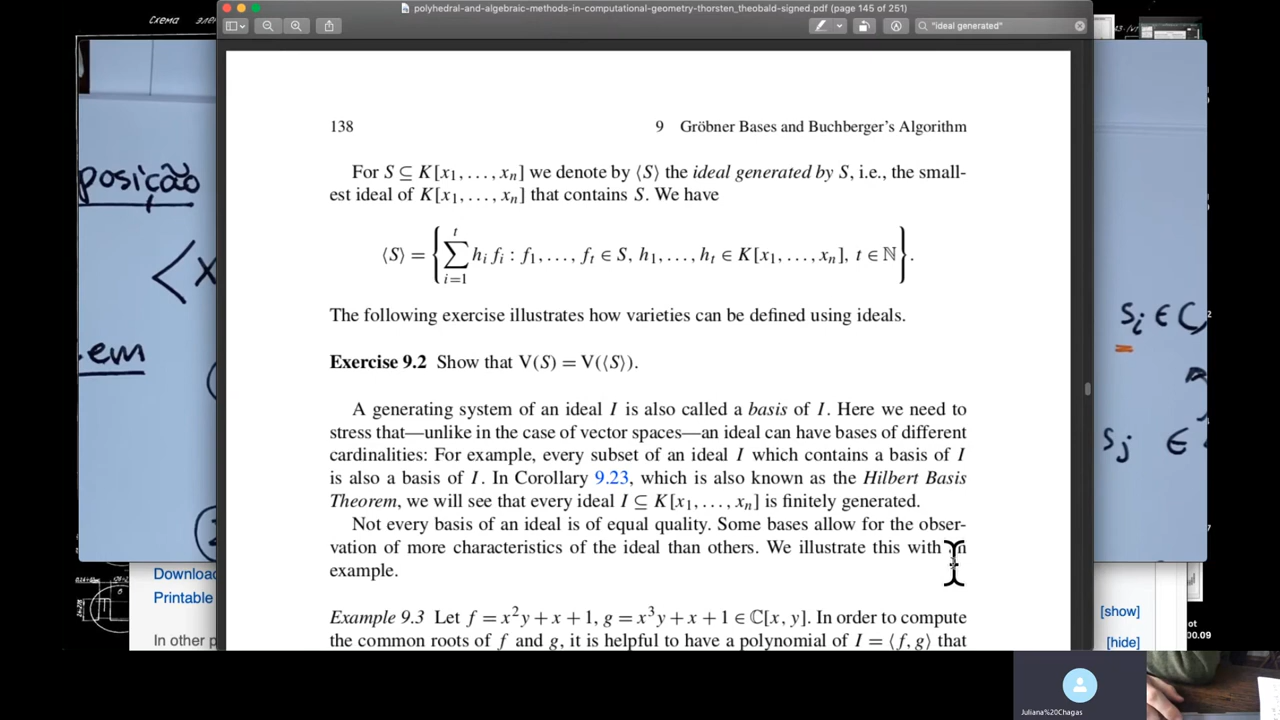 Схема
polyhedral-and-algebraic-methods-in-computational-geometry-thorsten_theobald-signed.pdf (page 145 of 251)
"ideal generated"
138 9 Gröbner Bases and Buchberger's Algorithm
For S ⊆ K[x₁, . . . , xₙ] we denote by ⟨S⟩ the ideal generated by S, i.e., the small-
est ideal of K[x₁, . . . , xₙ] that contains S. We have
⟨S⟩ = { ∑ᵢ₌₁ᵗ hᵢ fᵢ : f₁, . . . , fₜ ∈ S, h₁, . . . , hₜ ∈ K[x₁, . . . , xₙ], t ∈ ℕ }.
The following exercise illustrates how varieties can be defined using ideals.
Exercise 9.2 Show that V(S) = V(⟨S⟩).
A generating system of an ideal I is also called a basis of I. Here we need to
stress that—unlike in the case of vector spaces—an ideal can have bases of different
cardinalities: For example, every subset of an ideal I which contains a basis of I
is also a basis of I. In Corollary 9.23, which is also known as the Hilbert Basis
Theorem, we will see that every ideal I ⊆ K[x₁, . . . , xₙ] is finitely generated.
Not every basis of an ideal is of equal quality. Some bases allow for the obser-
vation of more characteristics of the ideal than others. We illustrate this with
example.
Example 9.3 Let f = x²y + x + 1, g = x³y + x + 1 ∈ ℂ[x, y]. In order to compute
the common roots of f and g, it is helpful to have a polynomial of I = ⟨f, g⟩ that
posição
⟨x
em
sᵢ ∈ C,
sⱼ ∈
Download
Printable
In other p
[show]
[hide]
ot
00.09
Juliana%20Chagas